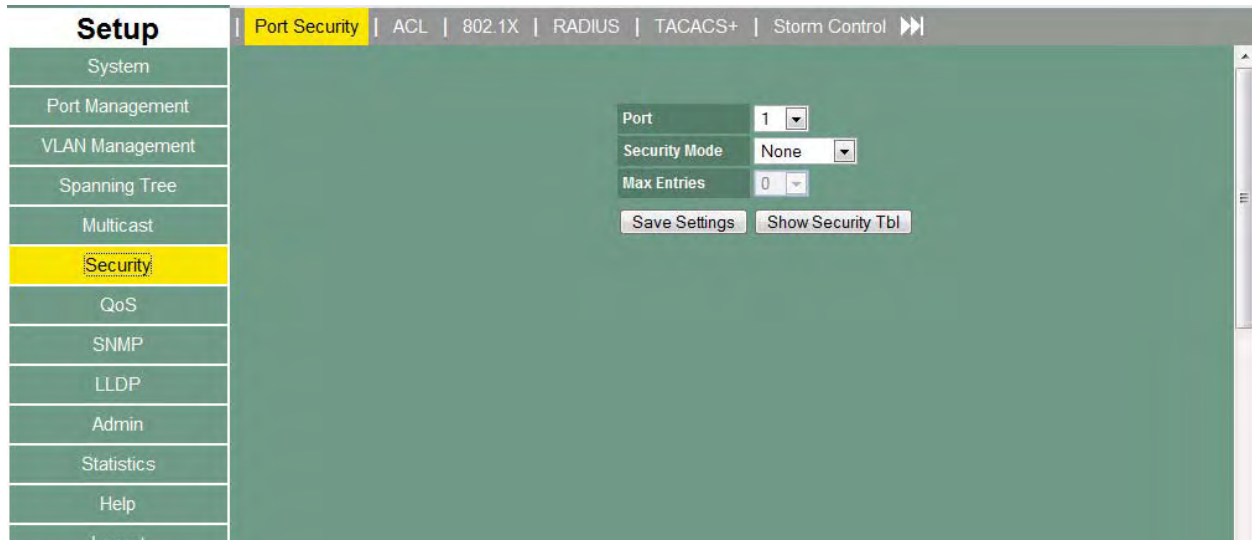 Setup
| Port Security | ACL | 802.1X | RADIUS | TACACS+ | Storm Control
System
Port Management
VLAN Management
Spanning Tree
Multicast
Security
QoS
SNMP
LLDP
Admin
Statistics
Help
Port 1
Security Mode None
Max Entries 0
Save Settings Show Security Tbl